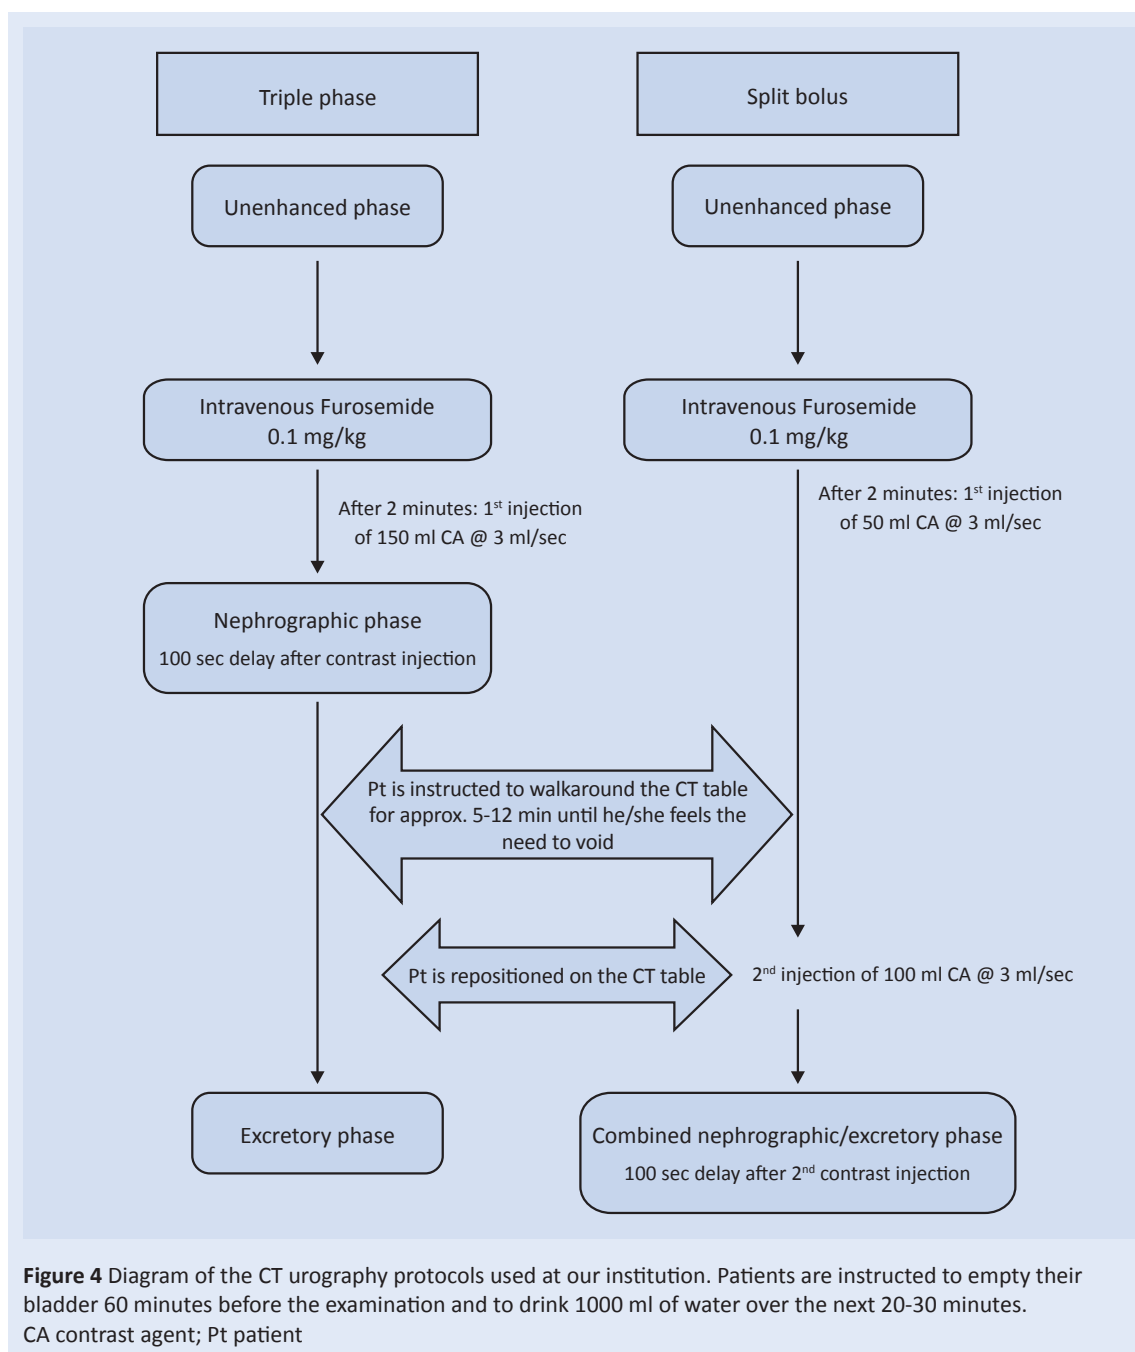 Triple phase
Split bolus
Unenhanced phase
Unenhanced phase
Intravenous Furosemide
0.1 mg/kg
Intravenous Furosemide
0.1 mg/kg
After 2 minutes: 1st injection
of 150 ml CA @ 3 ml/sec
After 2 minutes: 1st injection
of 50 ml CA @ 3 ml/sec
Nephrographic phase
100 sec delay after contrast injection
Pt is instructed to walkaround the CT table
for approx. 5-12 min until he/she feels the
need to void
Pt is repositioned on the CT table
2nd injection of 100 ml CA @ 3 ml/sec
Excretory phase
Combined nephrographic/excretory phase
100 sec delay after 2nd contrast injection
Figure 4 Diagram of the CT urography protocols used at our institution. Patients are instructed to empty their
bladder 60 minutes before the examination and to drink 1000 ml of water over the next 20-30 minutes.
CA contrast agent; Pt patient